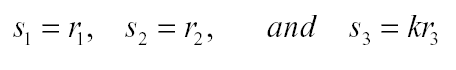 s₁ = r₁, s₂ = r₂, and s₃ = kr₃